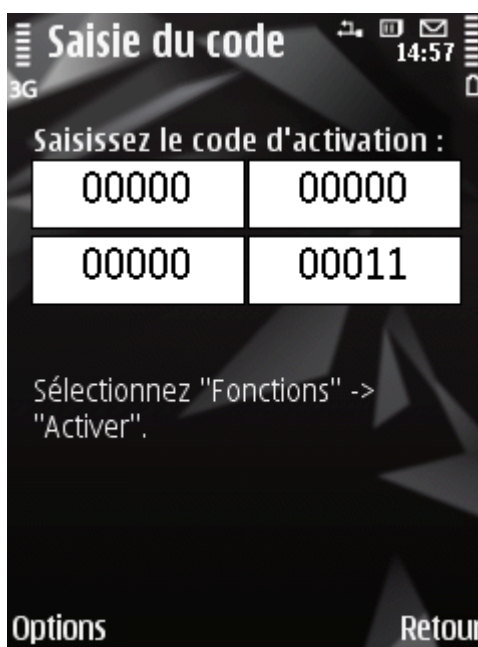 Saisie du code
14:57
3G
Saisissez le code d'activation :
00000 00000
00000 00011
Sélectionnez "Fonctions" ->
"Activer".
Options Retour